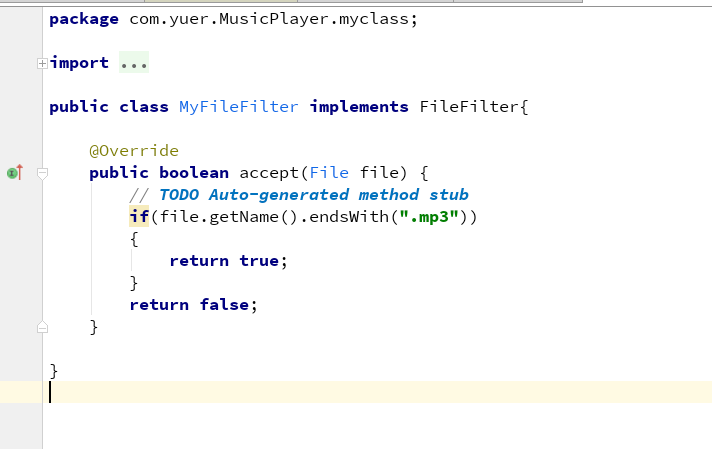 package com.yuer.MusicPlayer.myclass;
import ...
public class MyFileFilter implements FileFilter{
@Override
public boolean accept(File file) {
// TODO Auto-generated method stub
if(file.getName().endsWith(".mp3"))
{
return true;
}
return false;
}
}